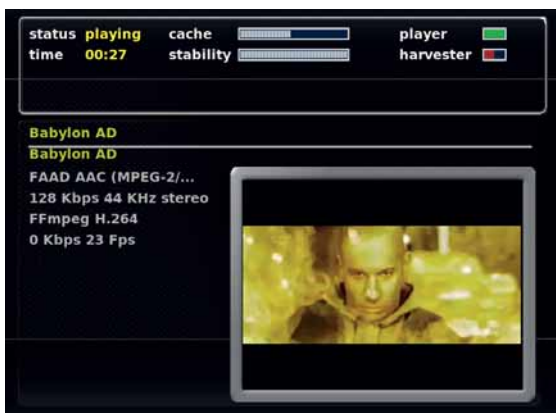 status playing cache player
time 00:27 stability harvester
Babylon AD
Babylon AD
FAAD AAC (MPEG-2/...
128 Kbps 44 KHz stereo
FFmpeg H.264
0 Kbps 23 Fps